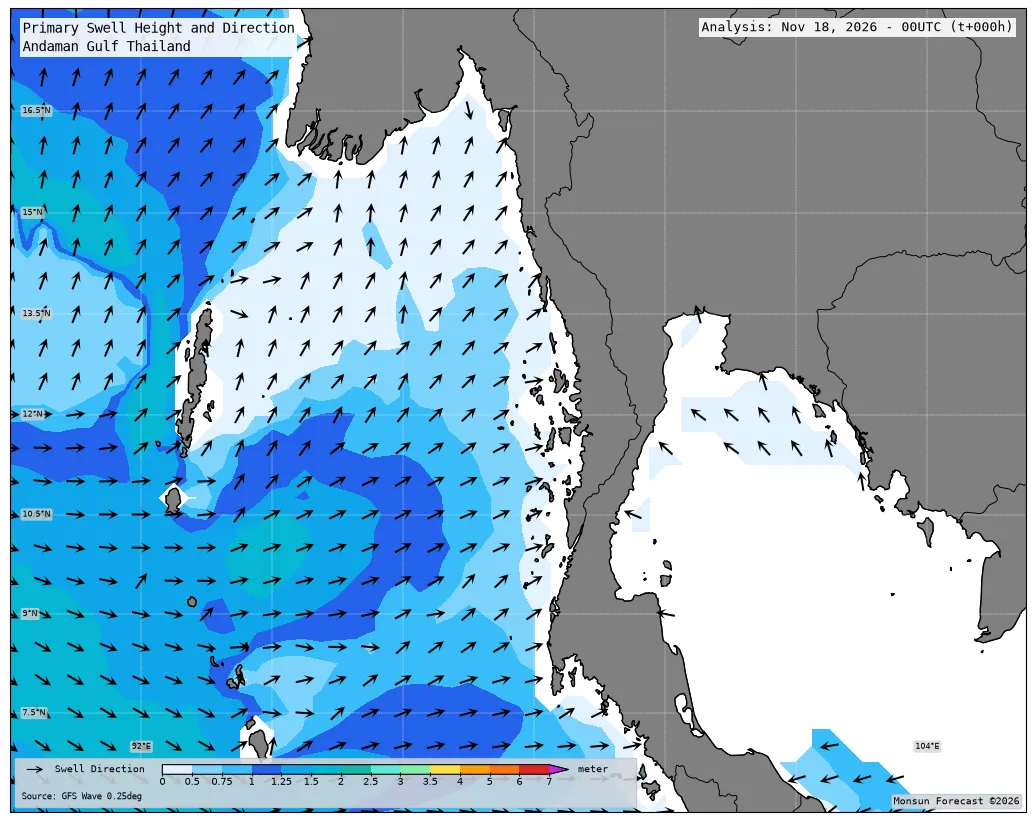 Primary Swell Height and Direction
Andaman Gulf Thailand
Analysis: Nov 18, 2026 - 00UTC (t+000h)
16.5°N
15°N
13.5°N
12°N
10.5°N
9°N
7.5°N
92°E
104°E
Swell Direction
meter
0 0.5 0.75 1 1.25 1.5 2 2.5 3 3.5 4 5 6 7
Source: GFS Wave 0.25deg
Monsun Forecast ©2026